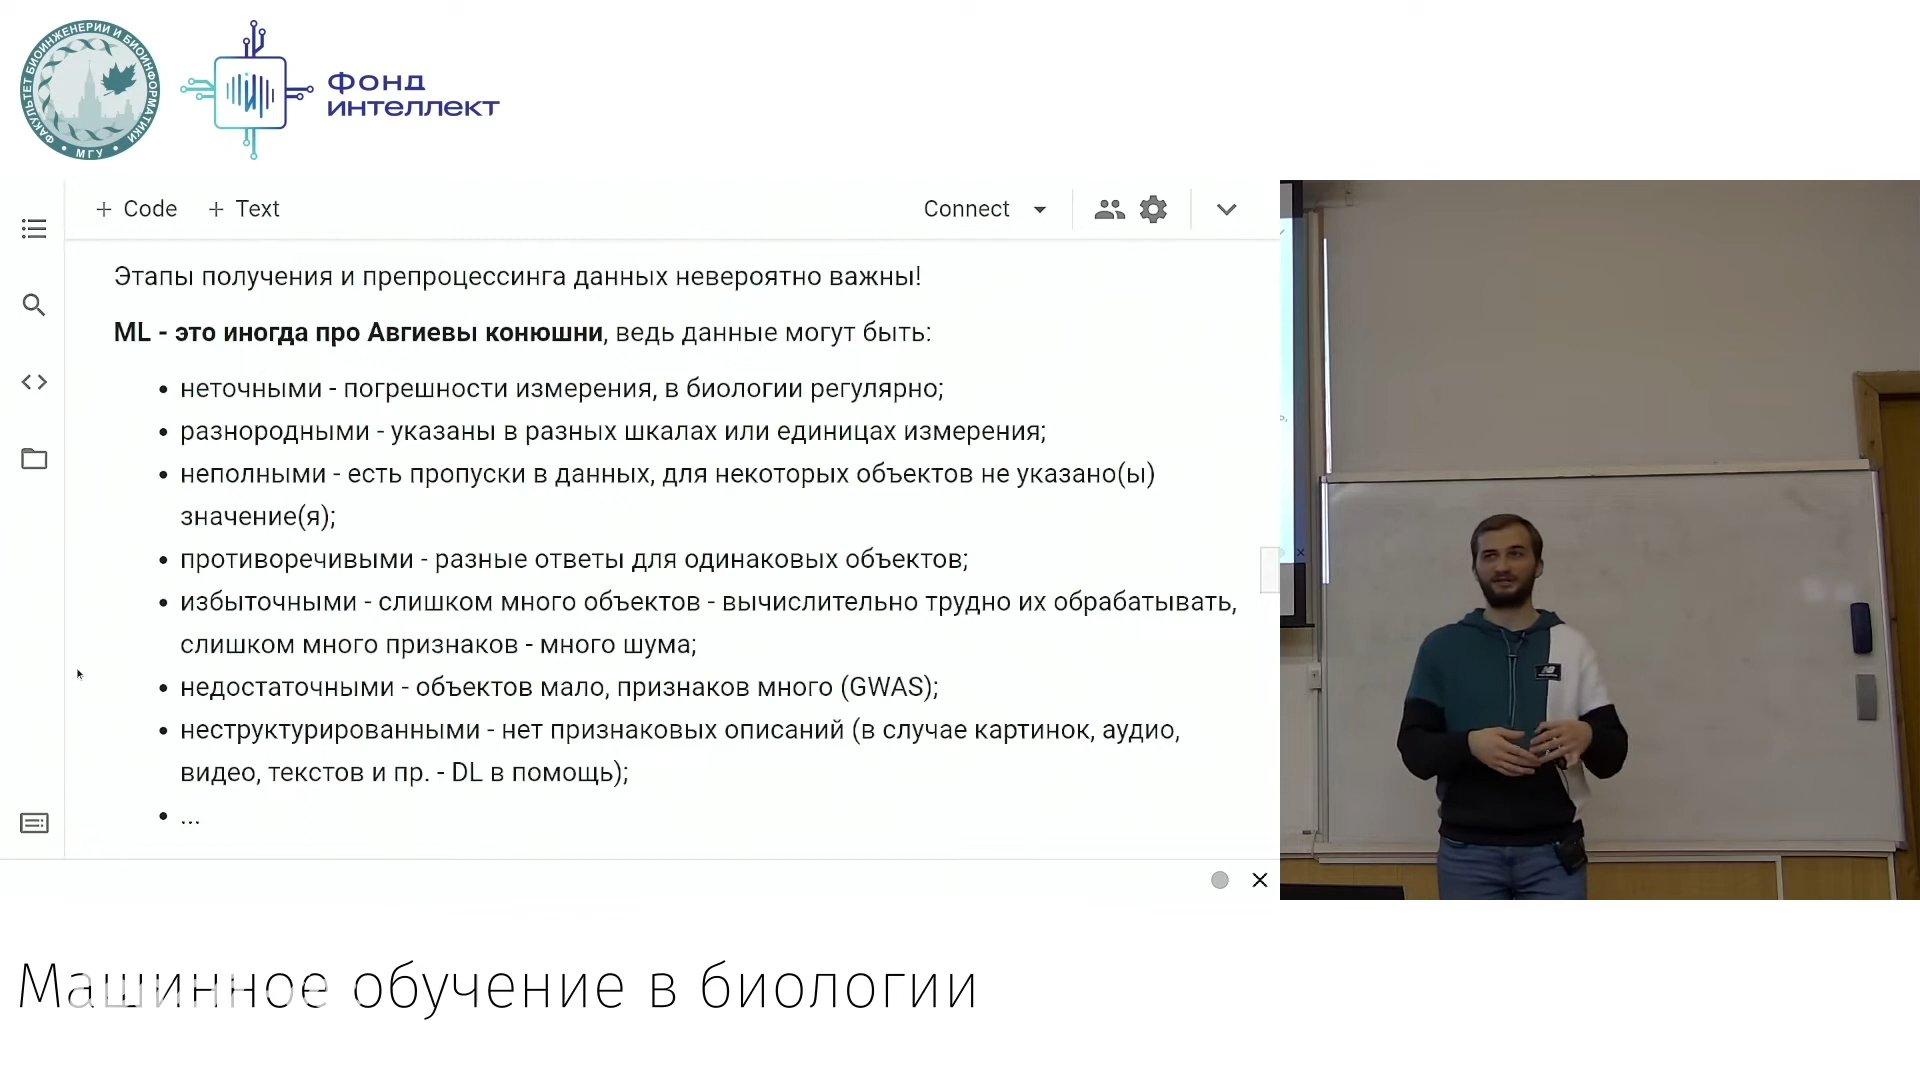 ФАКУЛЬТЕТ БИОИНЖЕНЕРИИ И БИОИНФОРМАТИКИ
МГУ
ФОНД
ИНТЕЛЛЕКТ
+ Code + Text
Connect
Этапы получения и препроцессинга данных невероятно важны!
ML - это иногда про Авгиевы конюшни, ведь данные могут быть:
• неточными - погрешности измерения, в биологии регулярно;
• разнородными - указаны в разных шкалах или единицах измерения;
• неполными - есть пропуски в данных, для некоторых объектов не указано(ы)
значение(я);
• противоречивыми - разные ответы для одинаковых объектов;
• избыточными - слишком много объектов - вычислительно трудно их обрабатывать,
слишком много признаков - много шума;
• недостаточными - объектов мало, признаков много (GWAS);
• неструктурированными - нет признаковых описаний (в случае картинок, аудио,
видео, текстов и пр. - DL в помощь);
• ...
Машинное обучение в биологии